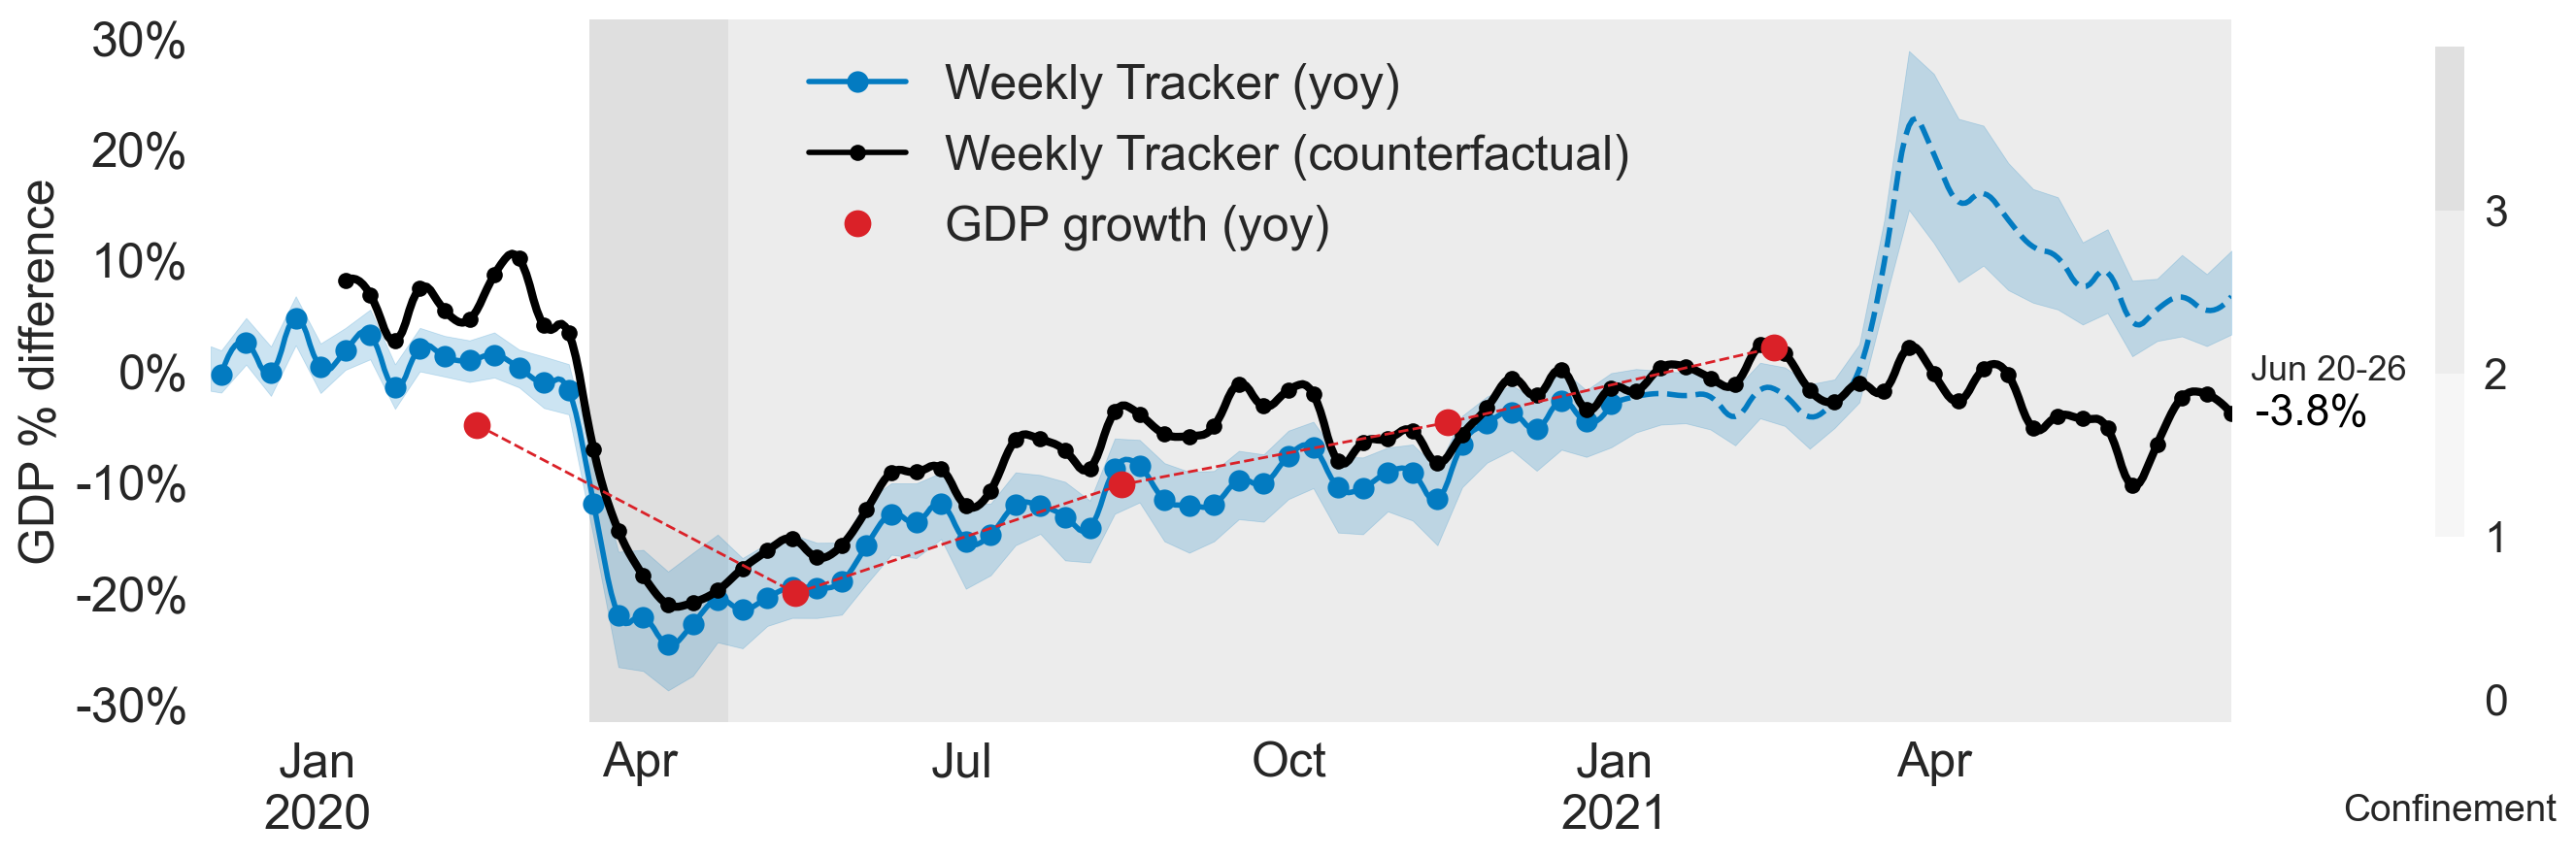 GDP % difference
30%
20%
10%
0%
-10%
-20%
-30%
Weekly Tracker (yoy)
Weekly Tracker (counterfactual)
GDP growth (yoy)
Jan
2020
Apr
Jul
Oct
Jan
2021
Apr
Jun 20-26
-3.8%
3
2
1
0
Confinement